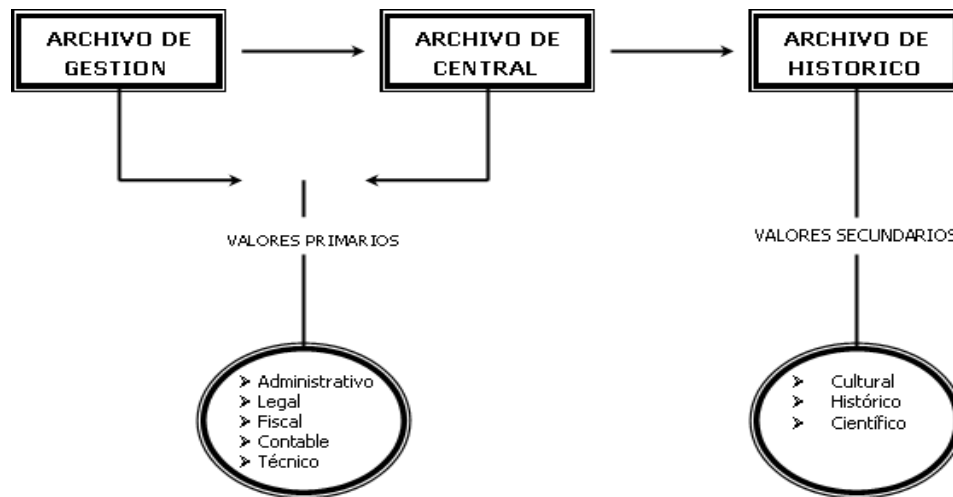 ARCHIVO DE
GESTION
ARCHIVO DE
CENTRAL
ARCHIVO DE
HISTORICO
VALORES PRIMARIOS
VALORES SECUNDARIOS
Administrativo
Legal
Fiscal
Contable
Técnico
Cultural
Histórico
Científico